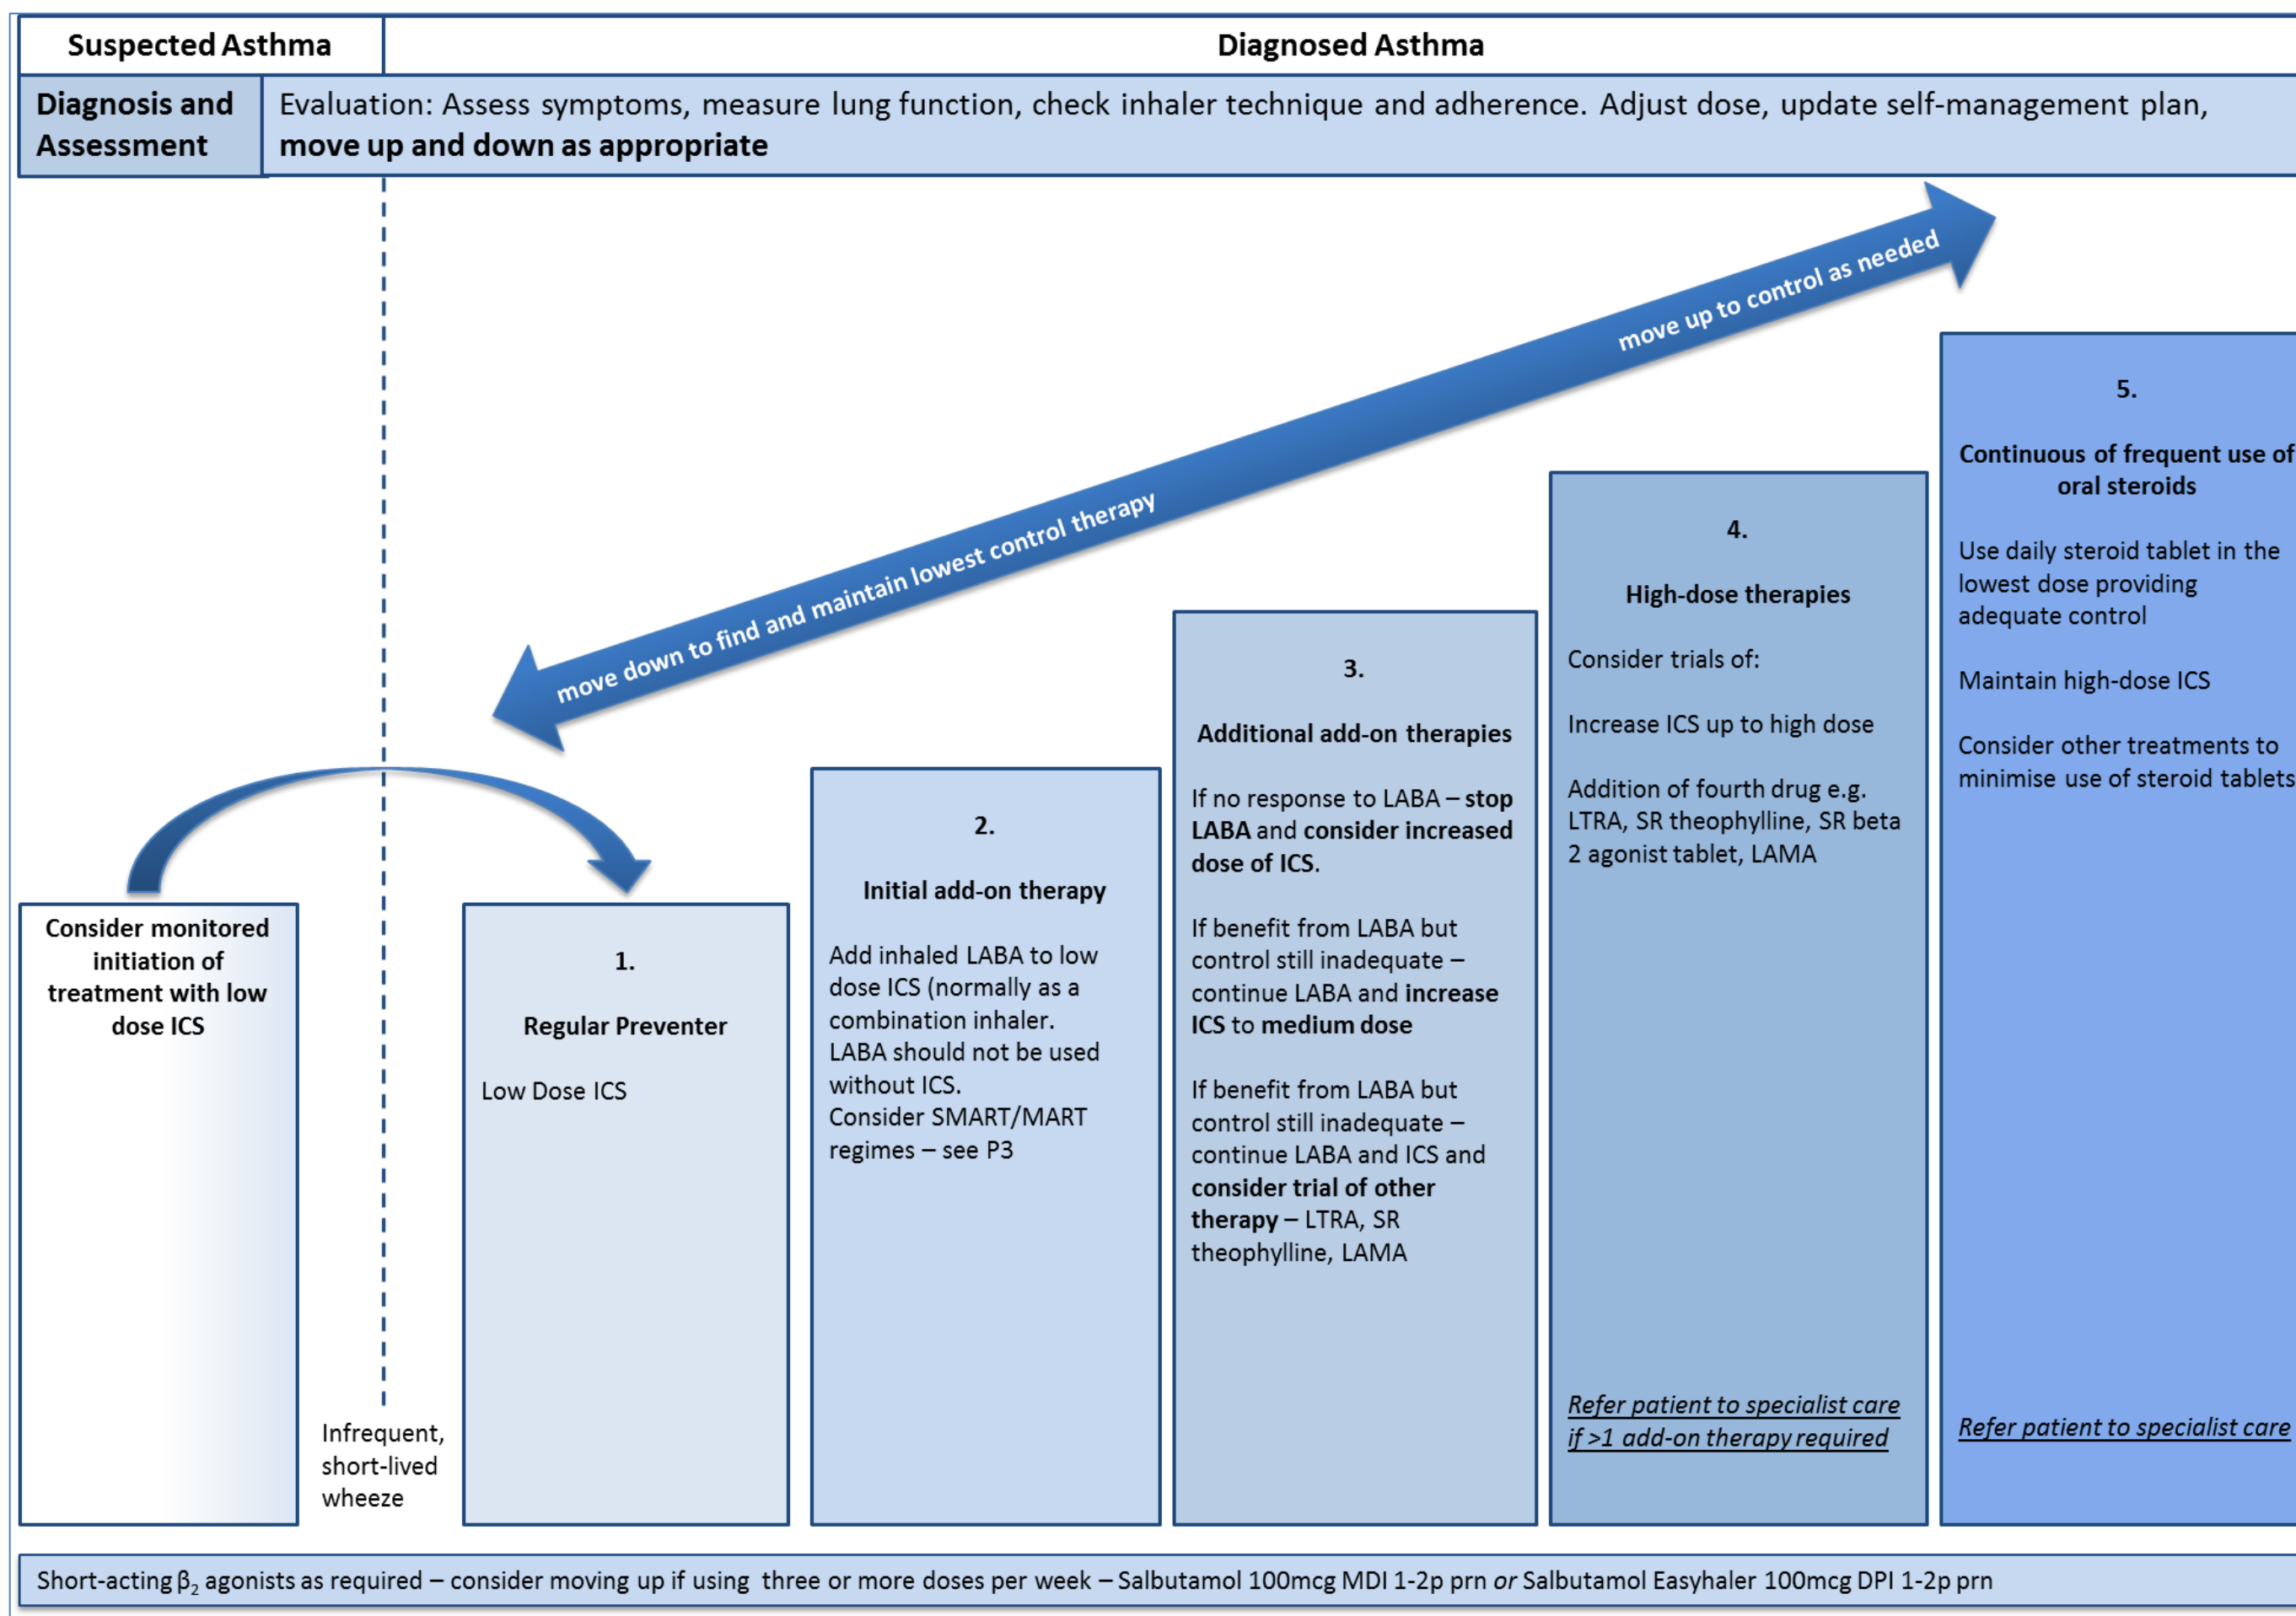 Suspected Asthma
Diagnosed Asthma
Diagnosis and
Assessment
Evaluation: Assess symptoms, measure lung function, check inhaler technique and adherence. Adjust dose, update self-management plan,
move up and down as appropriate
move up to control as needed
move down to find and maintain lowest control therapy
Consider monitored
initiation of
treatment with low
dose ICS
Infrequent,
short-lived
wheeze
1.
Regular Preventer
Low Dose ICS
2.
Initial add-on therapy
Add inhaled LABA to low
dose ICS (normally as a
combination inhaler.
LABA should not be used
without ICS.
Consider SMART/MART
regimes – see P3
3.
Additional add-on therapies
If no response to LABA – stop
LABA and consider increased
dose of ICS.
If benefit from LABA but
control still inadequate –
continue LABA and increase
ICS to medium dose
If benefit from LABA but
control still inadequate –
continue LABA and ICS and
consider trial of other
therapy – LTRA, SR
theophylline, LAMA
4.
High-dose therapies
Consider trials of:
Increase ICS up to high dose
Addition of fourth drug e.g.
LTRA, SR theophylline, SR beta
2 agonist tablet, LAMA
Refer patient to specialist care
if >1 add-on therapy required
5.
Continuous of frequent use of
oral steroids
Use daily steroid tablet in the
lowest dose providing
adequate control
Maintain high-dose ICS
Consider other treatments to
minimise use of steroid tablets
Refer patient to specialist care
Short-acting β₂ agonists as required – consider moving up if using three or more doses per week – Salbutamol 100mcg MDI 1-2p prn or Salbutamol Easyhaler 100mcg DPI 1-2p prn